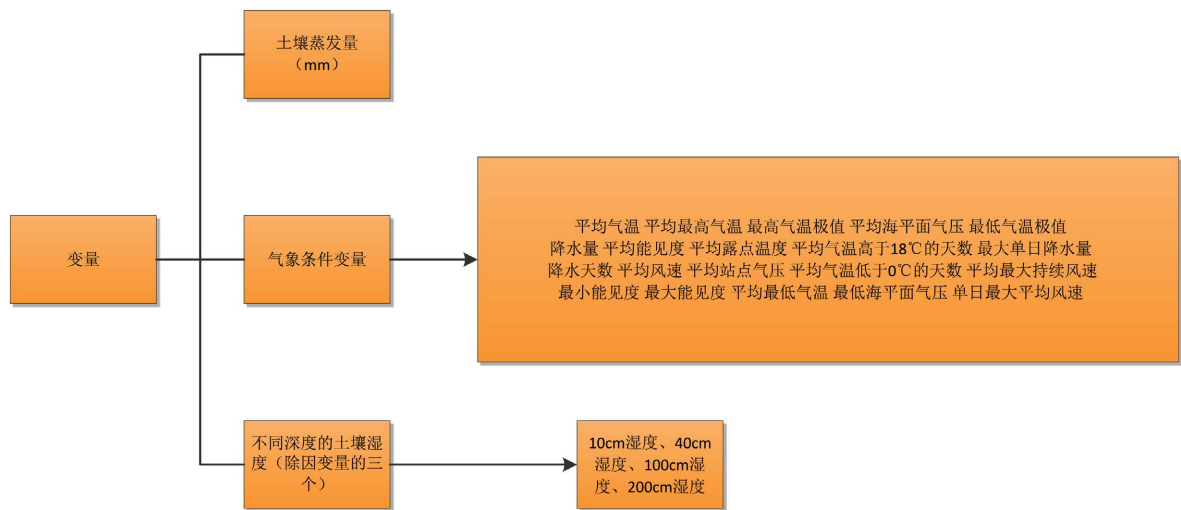 土壤蒸发量
（mm）
变量
气象条件变量
平均气温 平均最高气温 最高气温极值 平均海平面气压 最低气温极值
降水量 平均能见度 平均露点温度 平均气温高于18℃的天数 最大单日降水量
降水天数 平均风速 平均站点气压 平均气温低于0℃的天数 平均最大持续风速
最小能见度 最大能见度 平均最低气温 最低海平面气压 单日最大平均风速
不同深度的土壤湿
度（除因变量的三
个）
10cm湿度、40cm
湿度、100cm湿
度、200cm湿度